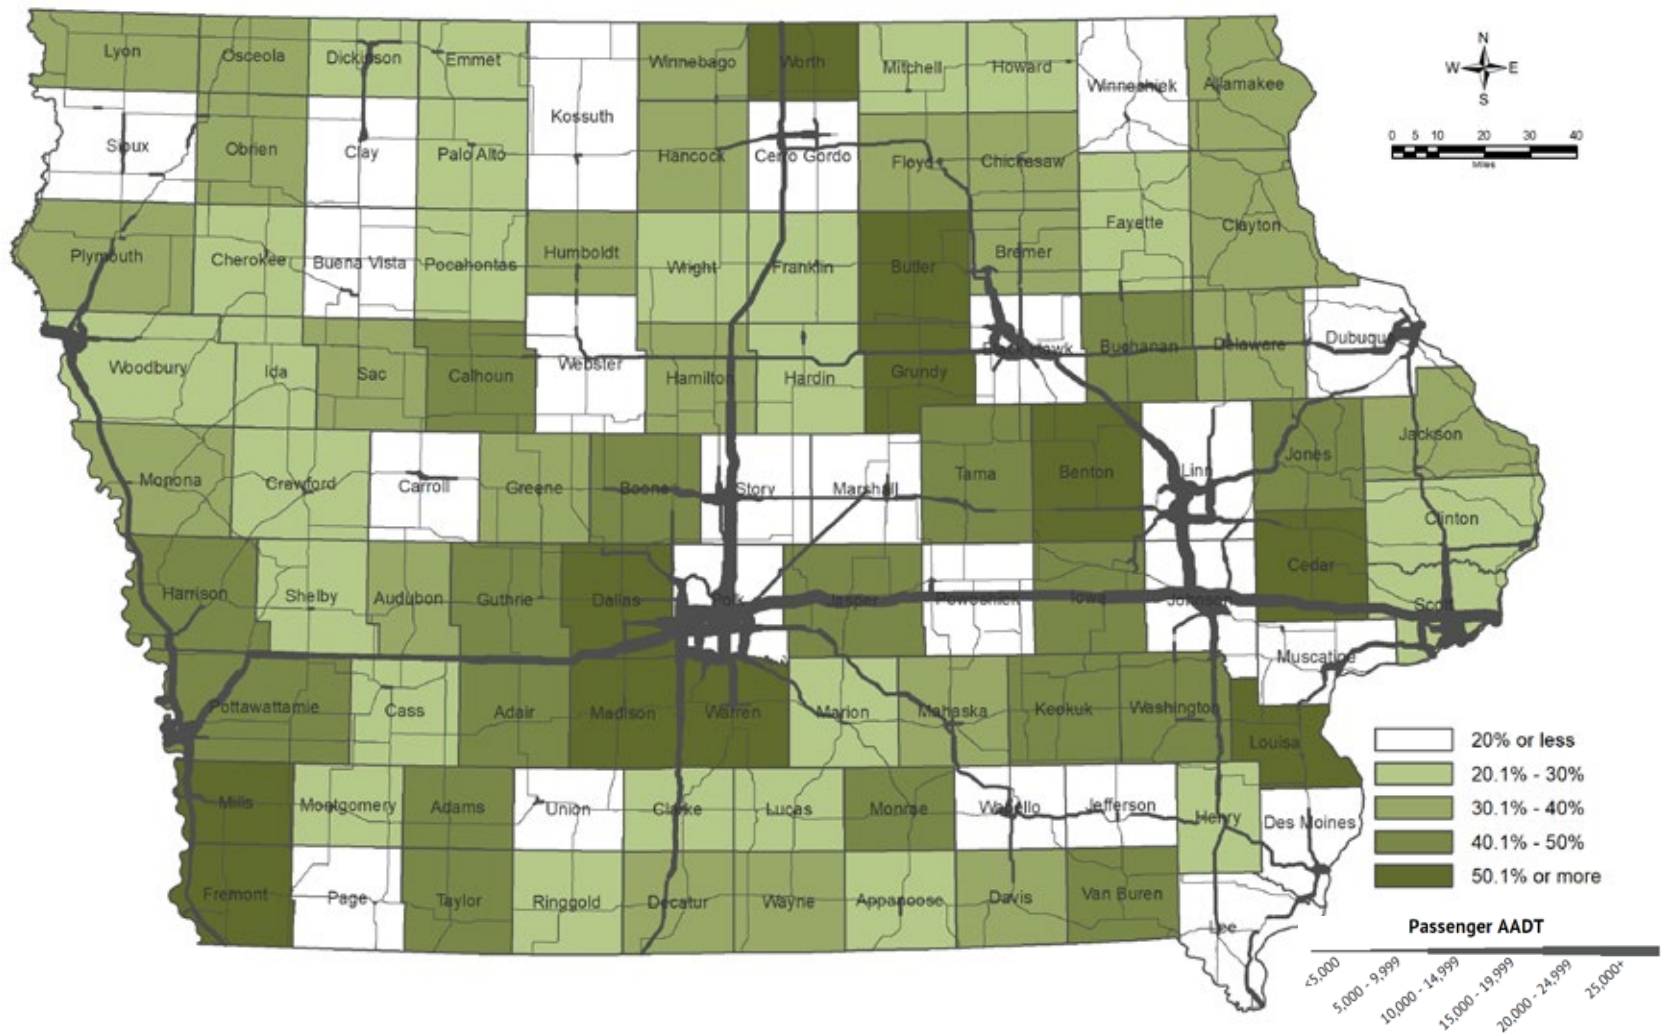 Lyon
Osceola
Dickinson
Emmet
Kossuth
Winnebago
Worth
Mitchell
Howard
Winneshiek
Allamakee
N
W E
S
0 5 10 20 30 40
Miles
Sioux
Obrien
Clay
Palo Alto
Hancock
Cerro Gordo
Floyd
Chickasaw
Plymouth
Cherokee
Buena Vista
Pocahontas
Humboldt
Wright
Franklin
Butler
Bremer
Fayette
Clayton
Woodbury
Ida
Sac
Calhoun
Webster
Hamilton
Hardin
Grundy
Black Hawk
Buchanan
Delaware
Dubuqu
Monona
Crawford
Carroll
Greene
Boone
Story
Marshall
Tama
Benton
Linn
Jones
Jackson
Clinton
Harrison
Shelby
Audubon
Guthrie
Dallas
Polk
Jasper
Poweshiek
Iowa
Johnson
Cedar
Scott
Muscatine
Pottawattamie
Cass
Adair
Madison
Warren
Marion
Mahaska
Keokuk
Washington
Louisa
Mills
Montgomery
Adams
Union
Clarke
Lucas
Monroe
Wapello
Jefferson
Henry
Des Moines
Fremont
Page
Taylor
Ringgold
Decatur
Wayne
Appanoose
Davis
Van Buren
Lee
20% or less
20.1% - 30%
30.1% - 40%
40.1% - 50%
50.1% or more
Passenger AADT
<5,000
5,000 - 9,999
10,000 - 14,999
15,000 - 19,999
20,000 - 24,999
25,000+